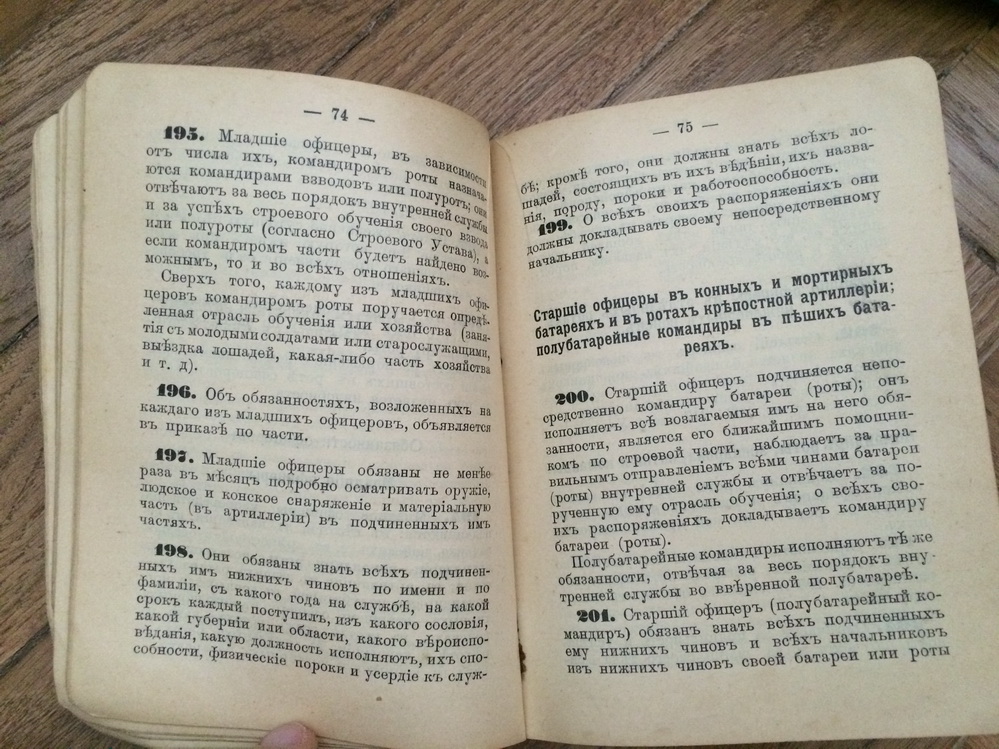 — 74 —
195. Младшіе офицеры, въ зависимости
отъ числа ихъ, командиромъ роты назнача-
ются командирами взводовъ или полуротъ; они
отвѣчаютъ за весь порядокъ внутренней службы
и за успѣхъ строевого обученія своего взвода
или полуроты (согласно Строевого Устава), а
если командиромъ части будетъ найдено воз-
можнымъ, то и во всѣхъ отношеніяхъ.
Сверхъ того, каждому изъ младшихъ офи-
церовъ командиромъ роты поручается опредѣ-
ленная отрасль обученія или хозяйства (заня-
тія съ молодыми солдатами или старослужащими,
выѣздка лошадей, какая-либо часть хозяйства
и т. д).
196. Объ обязанностяхъ, возложенныхъ на
каждаго изъ младшихъ офицеровъ, объявляется
въ приказѣ по части.
197. Младшіе офицеры обязаны не менѣе
раза въ мѣсяцъ подробно осматривать оружіе,
людское и конское снаряженіе и матеріальную
часть (въ артиллеріи) въ подчиненныхъ имъ
частяхъ.
198. Они обязаны знать всѣхъ подчинен-
ныхъ имъ нижнихъ чиновъ по имени и по
фамиліи, съ какого года на службѣ, на какой
срокъ каждый поступилъ, изъ какого сословія,
какой губерніи или области, какого вѣроиспо-
вѣданія, какую должность исполняютъ, ихъ спо-
собности, физическіе пороки и усердіе къ служ-
— 75 —
бѣ; кромѣ того, они должны знать всѣхъ ло-
шадей, состоящихъ въ ихъ вѣдѣніи, ихъ назва-
нія, породу, пороки и работоспособность.
199. О всѣхъ своихъ распоряженіяхъ они
должны докладывать своему непосредственному
начальнику.
Старшіе офицеры въ конныхъ и мортирныхъ
батареяхъ и въ ротахъ крѣпостной артиллеріи;
полубатарейные командиры въ пѣшихъ бата-
реяхъ.
200. Старшій офицеръ подчиняется непо-
средственно командиру батареи (роты); онъ
исполняетъ всѣ возлагаемыя имъ на него обя-
занности, является его ближайшимъ помощни-
комъ по строевой части, наблюдаетъ за пра-
вильнымъ отправленіемъ всѣми чинами батареи
(роты) внутренней службы и отвѣчаетъ за по-
рученную ему отрасль обученія; о всѣхъ сво-
ихъ распоряженіяхъ докладываетъ командиру
батареи (роты).
Полубатарейные командиры исполняютъ тѣ же
обязанности, отвѣчая за весь порядокъ вну-
тренней службы во ввѣренной полубатареѣ.
201. Старшій офицеръ (полубатарейный ко-
мандиръ) обязанъ знать всѣхъ подчиненныхъ
ему нижнихъ чиновъ и всѣхъ начальниковъ
изъ нижнихъ чиновъ своей батареи или роты